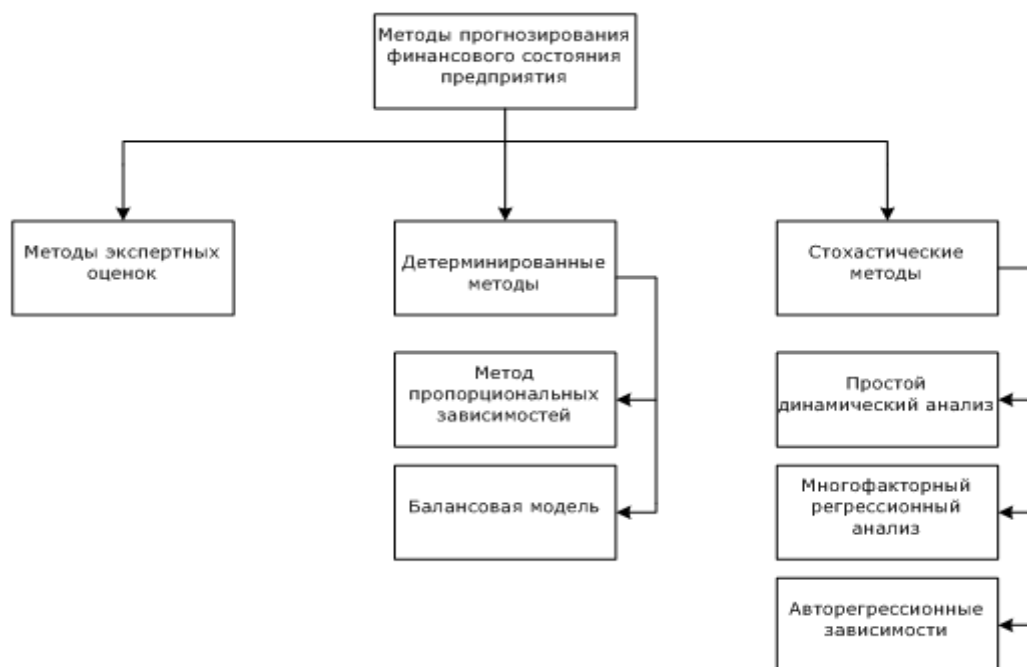 Методы прогнозирования
финансового состояния
предприятия
Методы экспертных
оценок
Детерминированные
методы
Стохастические
методы
Метод
пропорциональных
зависимостей
Простой
динамический анализ
Балансовая модель
Многофакторный
регрессионный
анализ
Авторегрессионные
зависимости